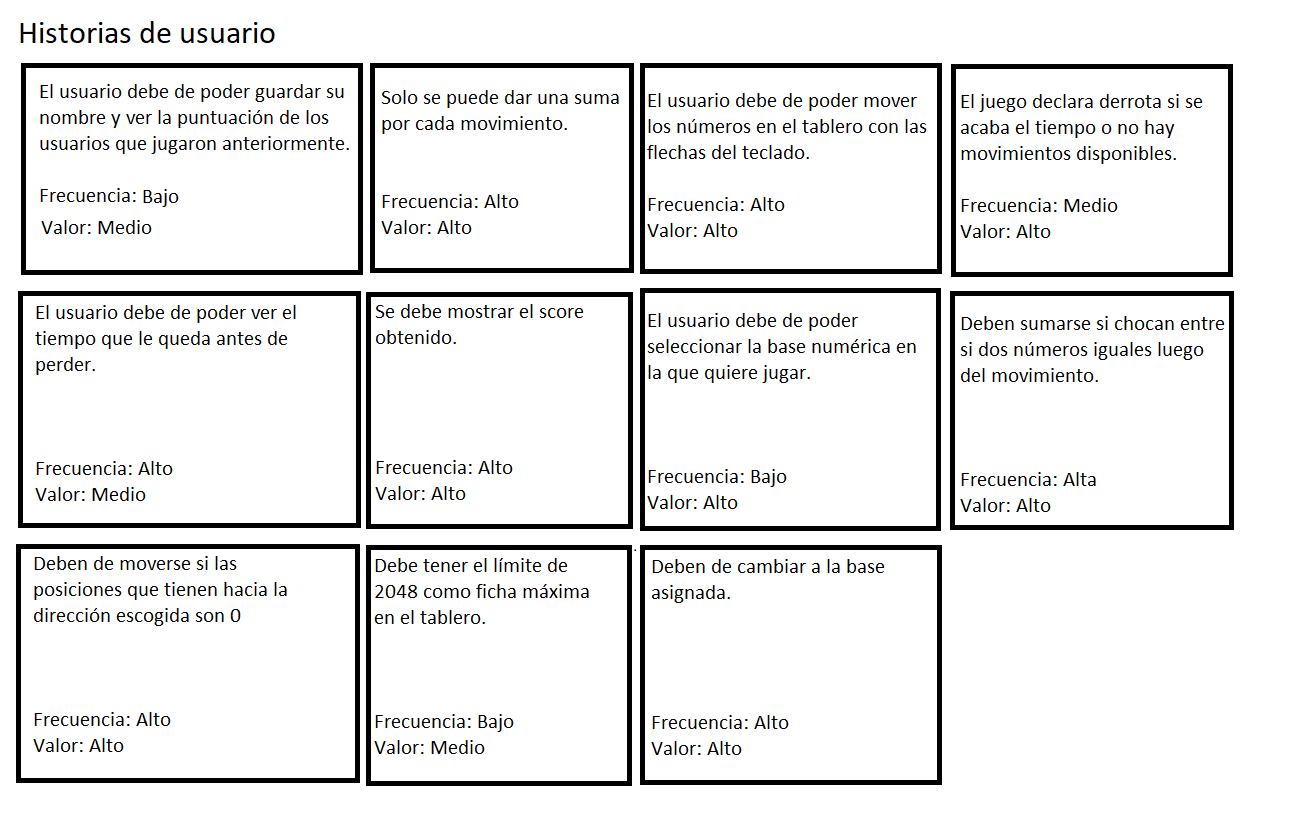 Historias de usuario
El usuario debe de poder guardar su
nombre y ver la puntuación de los
usuarios que jugaron anteriormente.
Frecuencia: Bajo
Valor: Medio
Solo se puede dar una suma
por cada movimiento.
Frecuencia: Alto
Valor: Alto
El usuario debe de poder mover
los números en el tablero con las
flechas del teclado.
Frecuencia: Alto
Valor: Alto
El juego declara derrota si se
acaba el tiempo o no hay
movimientos disponibles.
Frecuencia: Medio
Valor: Alto
El usuario debe de poder ver el
tiempo que le queda antes de
perder.
Frecuencia: Alto
Valor: Medio
Se debe mostrar el score
obtenido.
Frecuencia: Alto
Valor: Alto
El usuario debe de poder
seleccionar la base numérica en
la que quiere jugar.
Frecuencia: Bajo
Valor: Alto
Deben sumarse si chocan entre
si dos números iguales luego
del movimiento.
Frecuencia: Alta
Valor: Alto
Deben de moverse si las
posiciones que tienen hacia la
dirección escogida son 0
Frecuencia: Alto
Valor: Alto
Debe tener el límite de
2048 como ficha máxima
en el tablero.
Frecuencia: Bajo
Valor: Medio
Deben de cambiar a la base
asignada.
Frecuencia: Alto
Valor: Alto